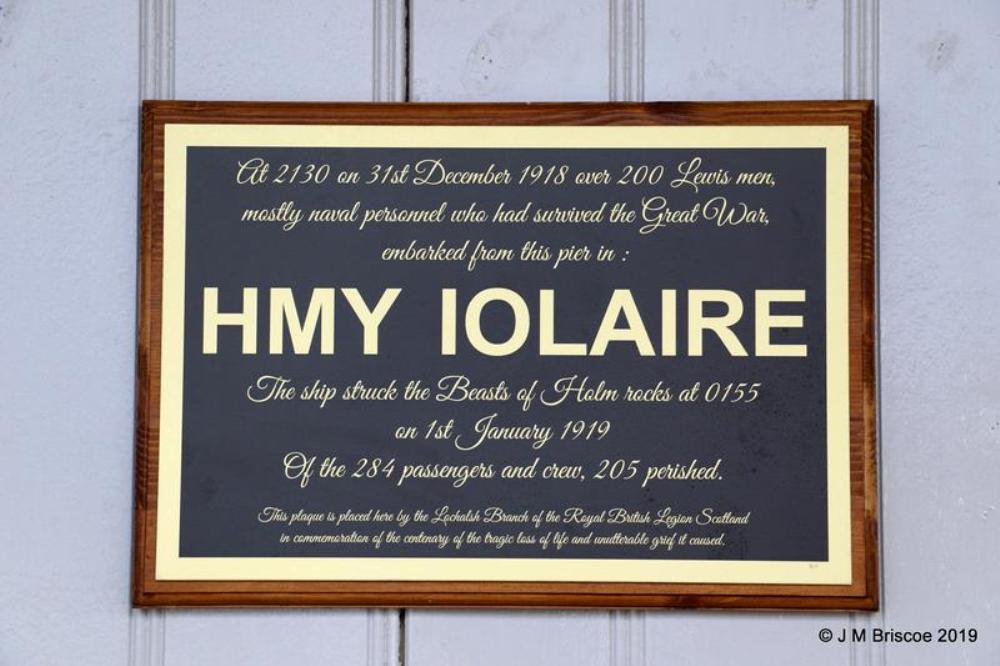 At 2130 on 31st December 1918 over 200 Lewis men,
mostly naval personnel who had survived the Great War,
embarked from this pier in :
HMY IOLAIRE
The ship struck the Beasts of Holm rocks at 0155
on 1st January 1919
Of the 284 passengers and crew, 205 perished.
This plaque is placed here by the Lochalsh Branch of the Royal British Legion Scotland
in commemoration of the centenary of the tragic loss of life and unutterable grief it caused.
© J M Briscoe 2019